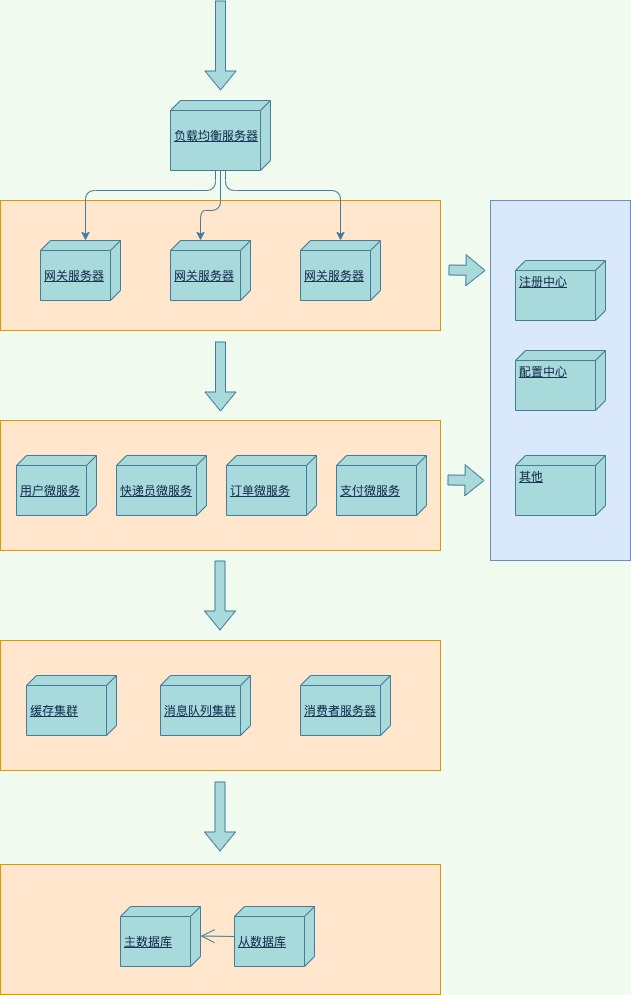 负载均衡服务器
网关服务器
网关服务器
网关服务器
注册中心
配置中心
用户微服务
快递员微服务
订单微服务
支付微服务
其他
缓存集群
消息队列集群
消费者服务器
主数据库
从数据库